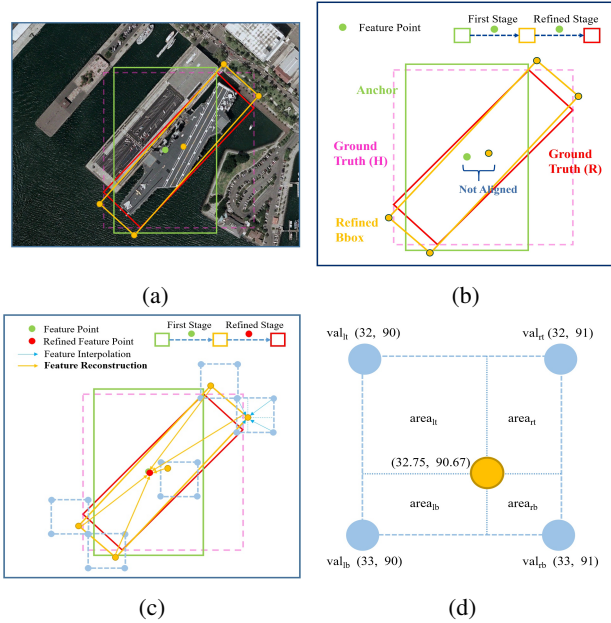 (a)
First Stage Refined Stage
Feature Point
Anchor
Ground
Truth (H)
Ground
Truth (R)
Not Aligned
Refined
Bbox
(b)
Feature Point
Refined Feature Point
Feature Interpolation
Feature Reconstruction
First Stage Refined Stage
(c)
val_lt (32, 90) val_rt (32, 91)
area_lt area_rt
(32.75, 90.67)
area_lb area_rb
val_lb (33, 90) val_rb (33, 91)
(d)